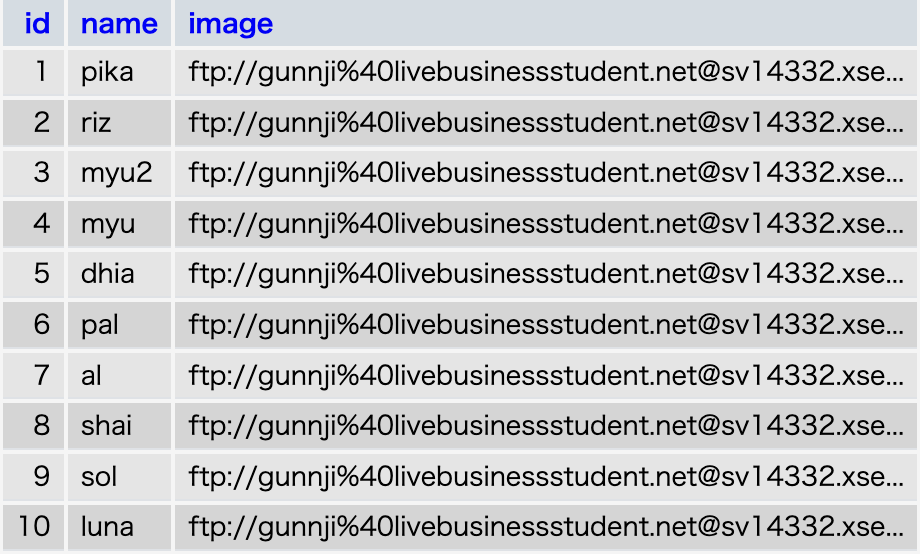 id name image
1 pika ftp://gunnji%40livebusinessstudent.net@sv14332.xse...
2 riz ftp://gunnji%40livebusinessstudent.net@sv14332.xse...
3 myu2 ftp://gunnji%40livebusinessstudent.net@sv14332.xse...
4 myu ftp://gunnji%40livebusinessstudent.net@sv14332.xse...
5 dhia ftp://gunnji%40livebusinessstudent.net@sv14332.xse...
6 pal ftp://gunnji%40livebusinessstudent.net@sv14332.xse...
7 al ftp://gunnji%40livebusinessstudent.net@sv14332.xse...
8 shai ftp://gunnji%40livebusinessstudent.net@sv14332.xse...
9 sol ftp://gunnji%40livebusinessstudent.net@sv14332.xse...
10 luna ftp://gunnji%40livebusinessstudent.net@sv14332.xse...